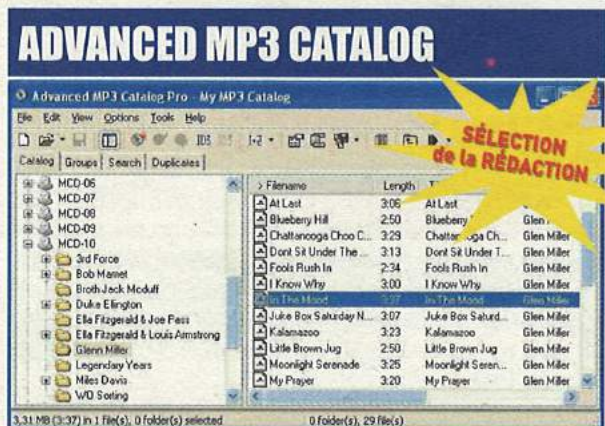 ADVANCED MP3 CATALOG
Advanced MP3 Catalog Pro - My MP3 Catalog
SÉLECTION
de la RÉDACTION
File Edit View Options Tools Help
ID3
Catalog Groups Search Duplicates
MCD-06
MCD-07
MCD-08
MCD-09
MCD-10
3rd Force
Bob Mamet
Broth Jack Mcduff
Duke Ellington
Ella Fitzgerald & Joe Pass
Ella Fitzgerald & Louis Armstrong
Glenn Miller
Legendary Years
Miles Davis
WO Sorting
> Filename Length
At Last 3:06 At Last Glen Miller
Blueberry Hill 2:50 Blueberry Glen Miller
Chattanooga Choo C... 3:29 Chattanooga Ch... Glen Miller
Dont Sit Under The ... 3:13 Dont Sit Under T... Glen Miller
Fools Rush In 2:34 Fools Rush In Glen Miller
I Know Why 3:00 I Know Why Glen Miller
In The Mood 3:37 In The Mood Glen Miller
Juke Box Saturday N... 3:07 Juke Box Saturd... Glen Miller
Kalamazoo 3:23 Kalamazoo Glen Miller
Little Brown Jug 2:50 Little Brown Jug Glen Miller
Moonlight Serenade 3:25 Moonlight Seren... Glen Miller
My Prayer 3:20 My Prayer Glen Miller
3,31 MB (3:37) in 1 file(s), 0 folder(s) selected 0 folder(s), 29 file(s)